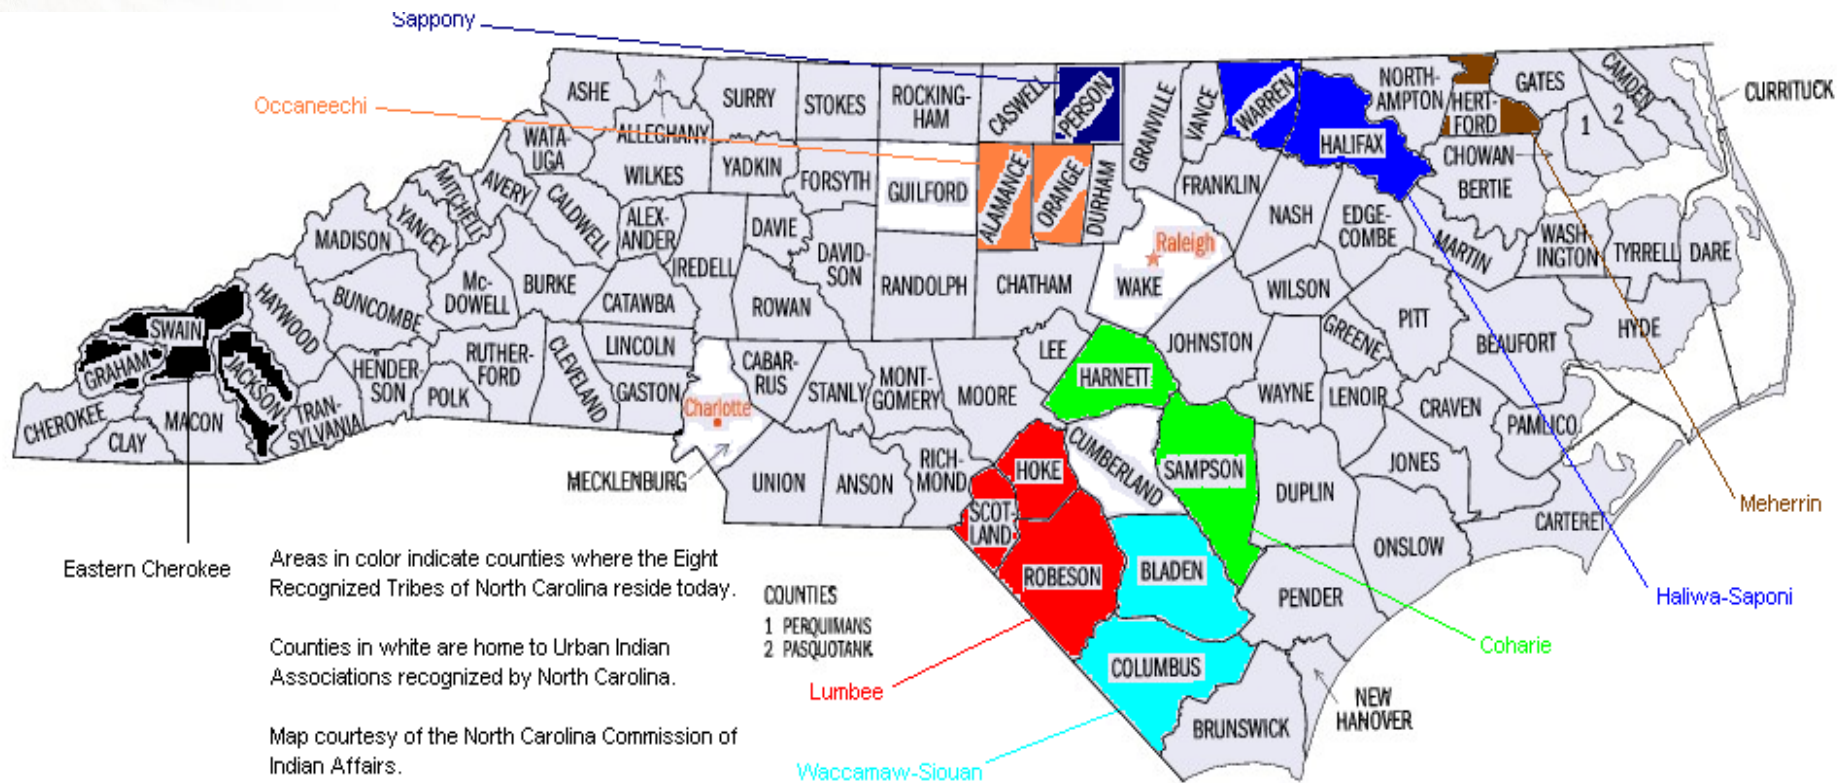 Sappony
Occaneechi
ASHE
ALLEGHANY
SURRY
STOKES
ROCKING-
HAM
CASWELL
PERSON
GRANVILLE
VANCE
WARREN
HALIFAX
NORTH-
AMPTON
HERT-
FORD
GATES
CAMDEN
CURRITUCK
1
2
WATA-
UGA
WILKES
YADKIN
FORSYTH
GUILFORD
ALAMANCE
ORANGE
DURHAM
FRANKLIN
NASH
EDGE-
COMBE
CHOWAN
BERTIE
MARTIN
WASH-
INGTON
TYRRELL
DARE
MITCHELL
AVERY
YANCEY
MADISON
CALDWELL
ALEX-
ANDER
IREDELL
DAVIE
DAVID-
SON
RANDOLPH
CHATHAM
Raleigh
WAKE
WILSON
PITT
GREENE
BEAUFORT
HYDE
HAYWOOD
BUNCOMBE
Mc-
DOWELL
BURKE
CATAWBA
ROWAN
SWAIN
GRAHAM
JACKSON
CHEROKEE
CLAY
MACON
TRAN-
SYLVANIA
HENDER-
SON
POLK
RUTHER-
FORD
CLEVELAND
LINCOLN
GASTON
Charlotte
MECKLENBURG
CABAR-
RUS
STANLY
MONT-
GOMERY
MOORE
LEE
HARNETT
JOHNSTON
WAYNE
LENOIR
CRAVEN
PAMLICO
JONES
CARTERET
ONSLOW
DUPLIN
SAMPSON
CUMBERLAND
HOKE
SCOT-
LAND
RICH-
MOND
ANSON
UNION
ROBESON
BLADEN
COLUMBUS
PENDER
BRUNSWICK
NEW
HANOVER
Meherrin
Haliwa-Saponi
Coharie
Lumbee
Waccamaw-Siouan
Eastern Cherokee
Areas in color indicate counties where the Eight
Recognized Tribes of North Carolina reside today.
Counties in white are home to Urban Indian
Associations recognized by North Carolina.
Map courtesy of the North Carolina Commission of
Indian Affairs.
COUNTIES
1 PERQUIMANS
2 PASQUOTANK